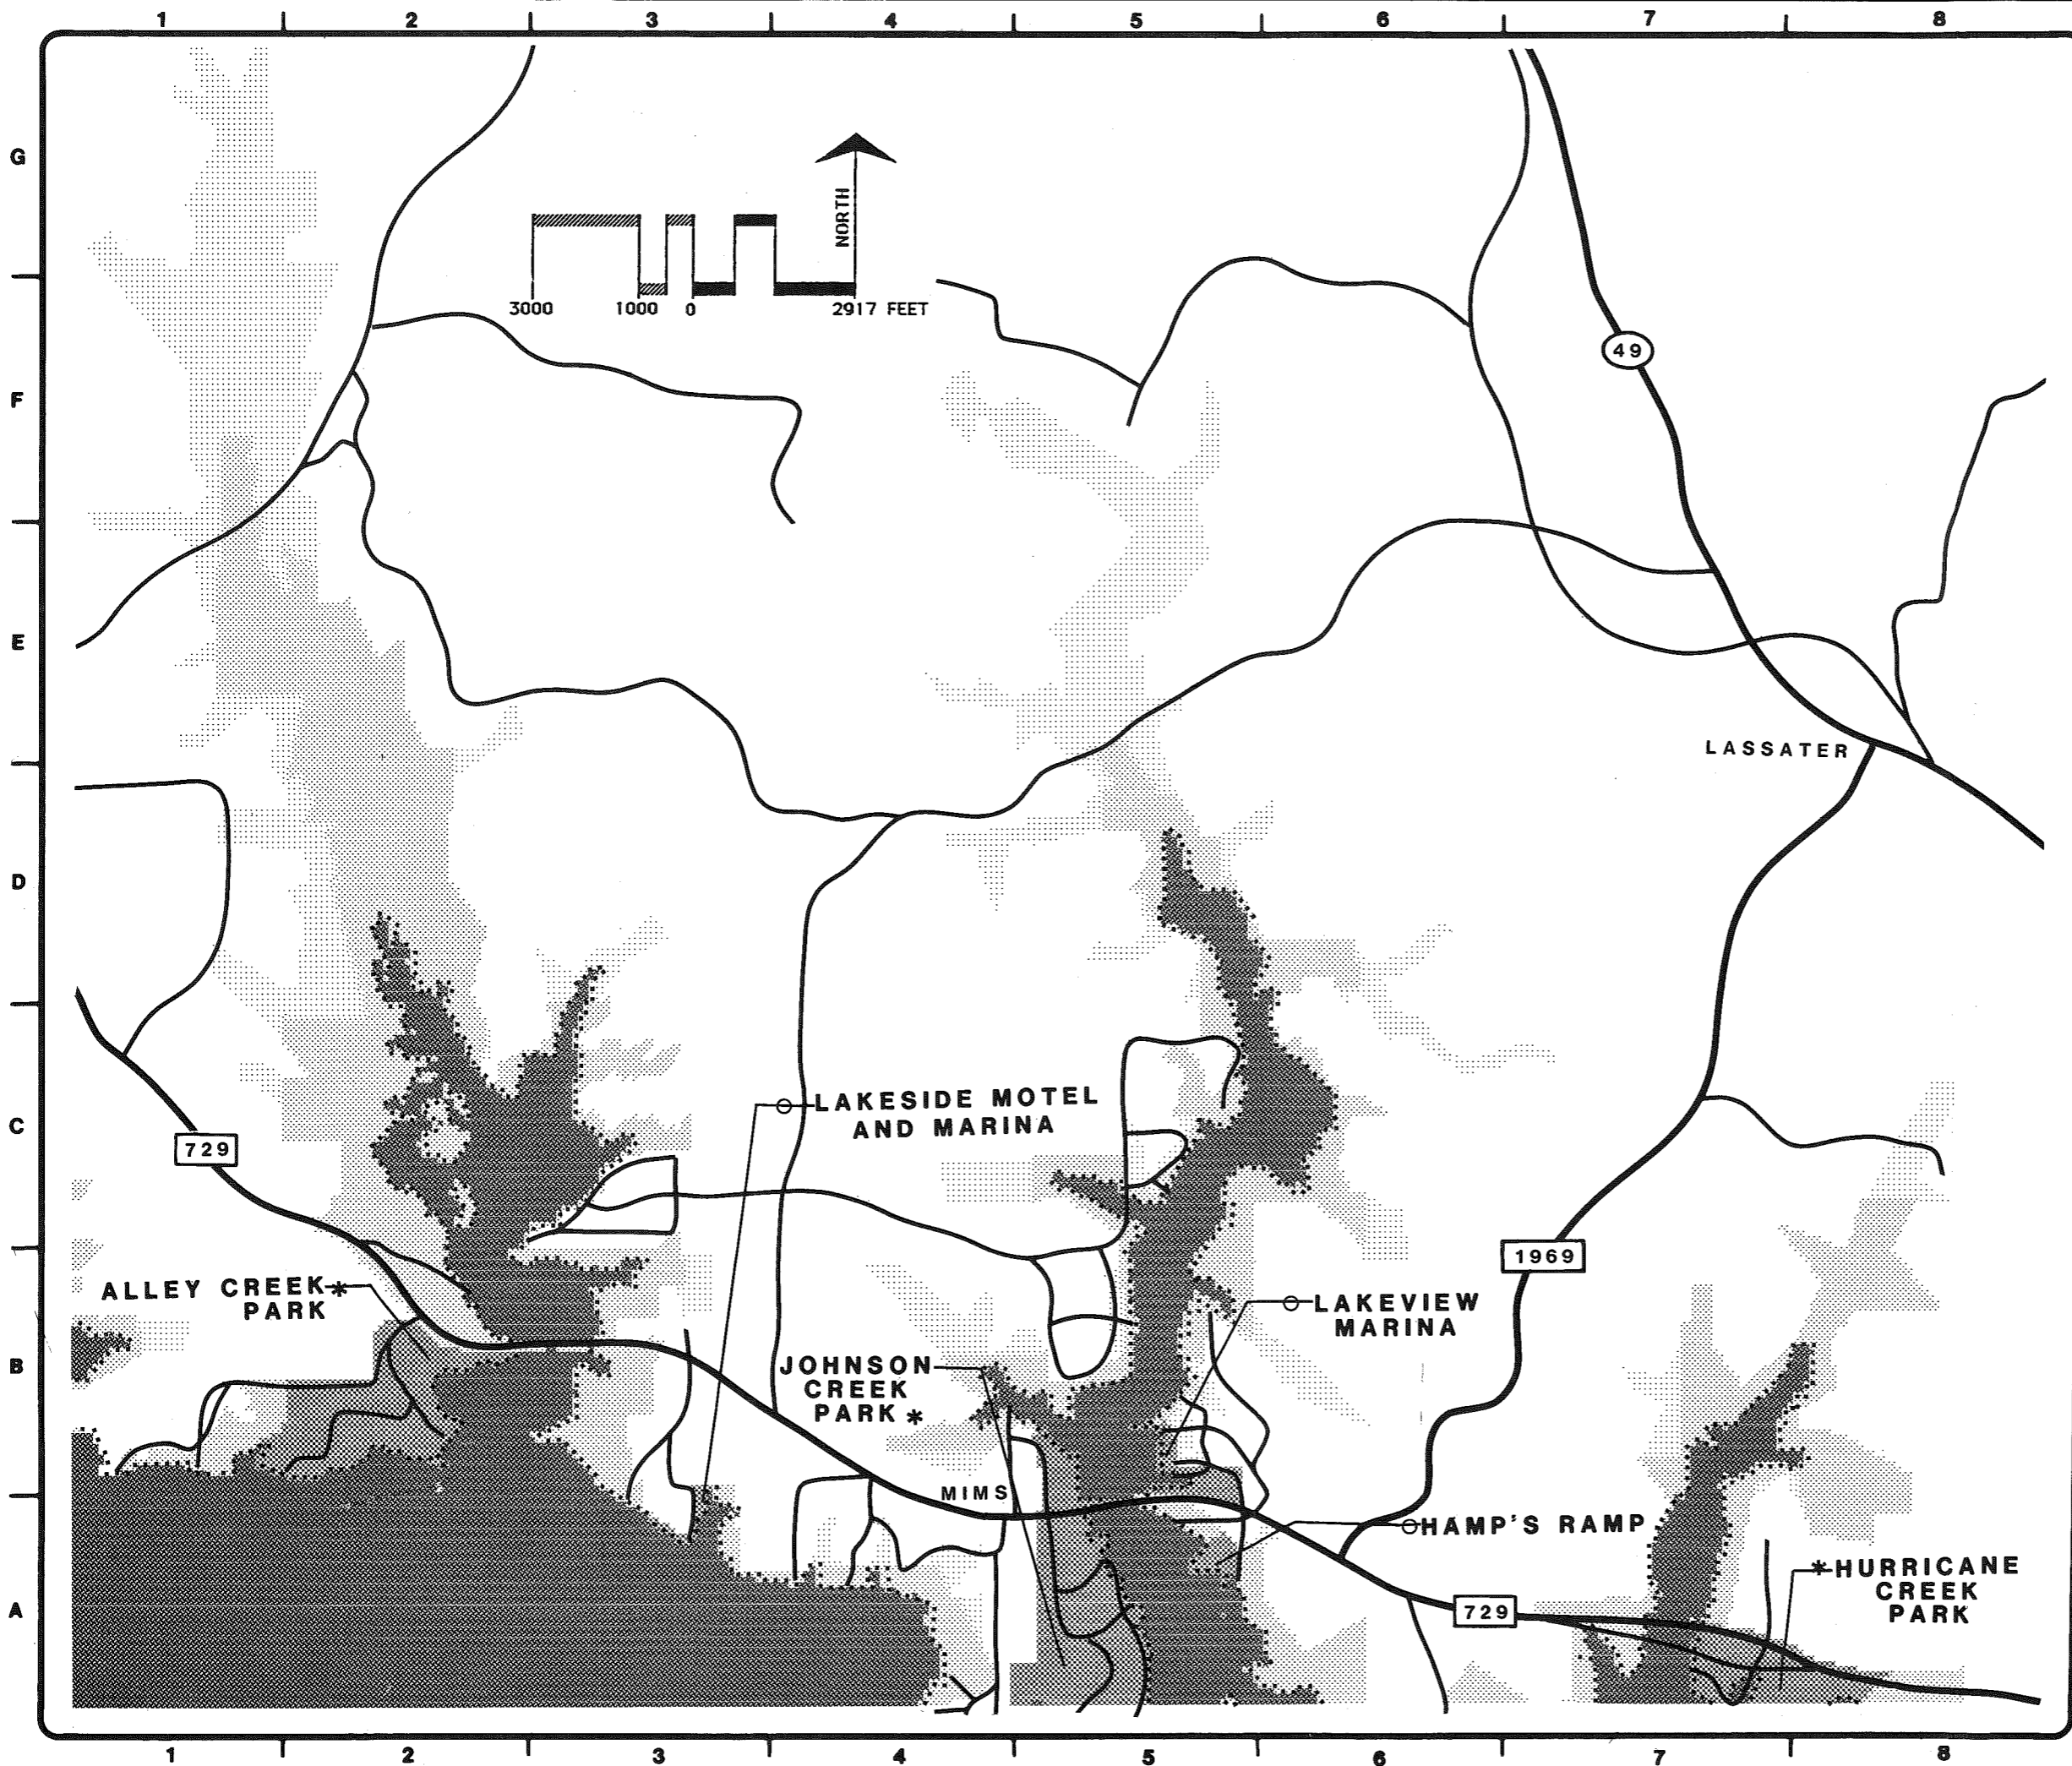 1 2 3 4 5 6 7 8
G
NORTH
3000 1000 0 2917 FEET
49
F
E
LASSATER
D
LAKESIDE MOTEL
AND MARINA
C
729
1969
ALLEY CREEK*
PARK
LAKEVIEW
MARINA
B
JOHNSON
CREEK
PARK *
MIMS
HAMP'S RAMP
*HURRICANE
CREEK
PARK
A
729
1 2 3 4 5 6 7 8